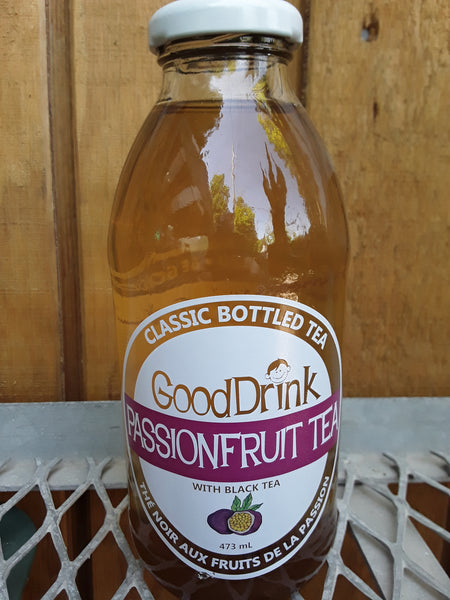 CLASSIC BOTTLED TEA
GOODDRINK
PASSIONFRUIT TEA
WITH BLACK TEA
473 mL
THÉ NOIR AUX FRUITS DE LA PASSION